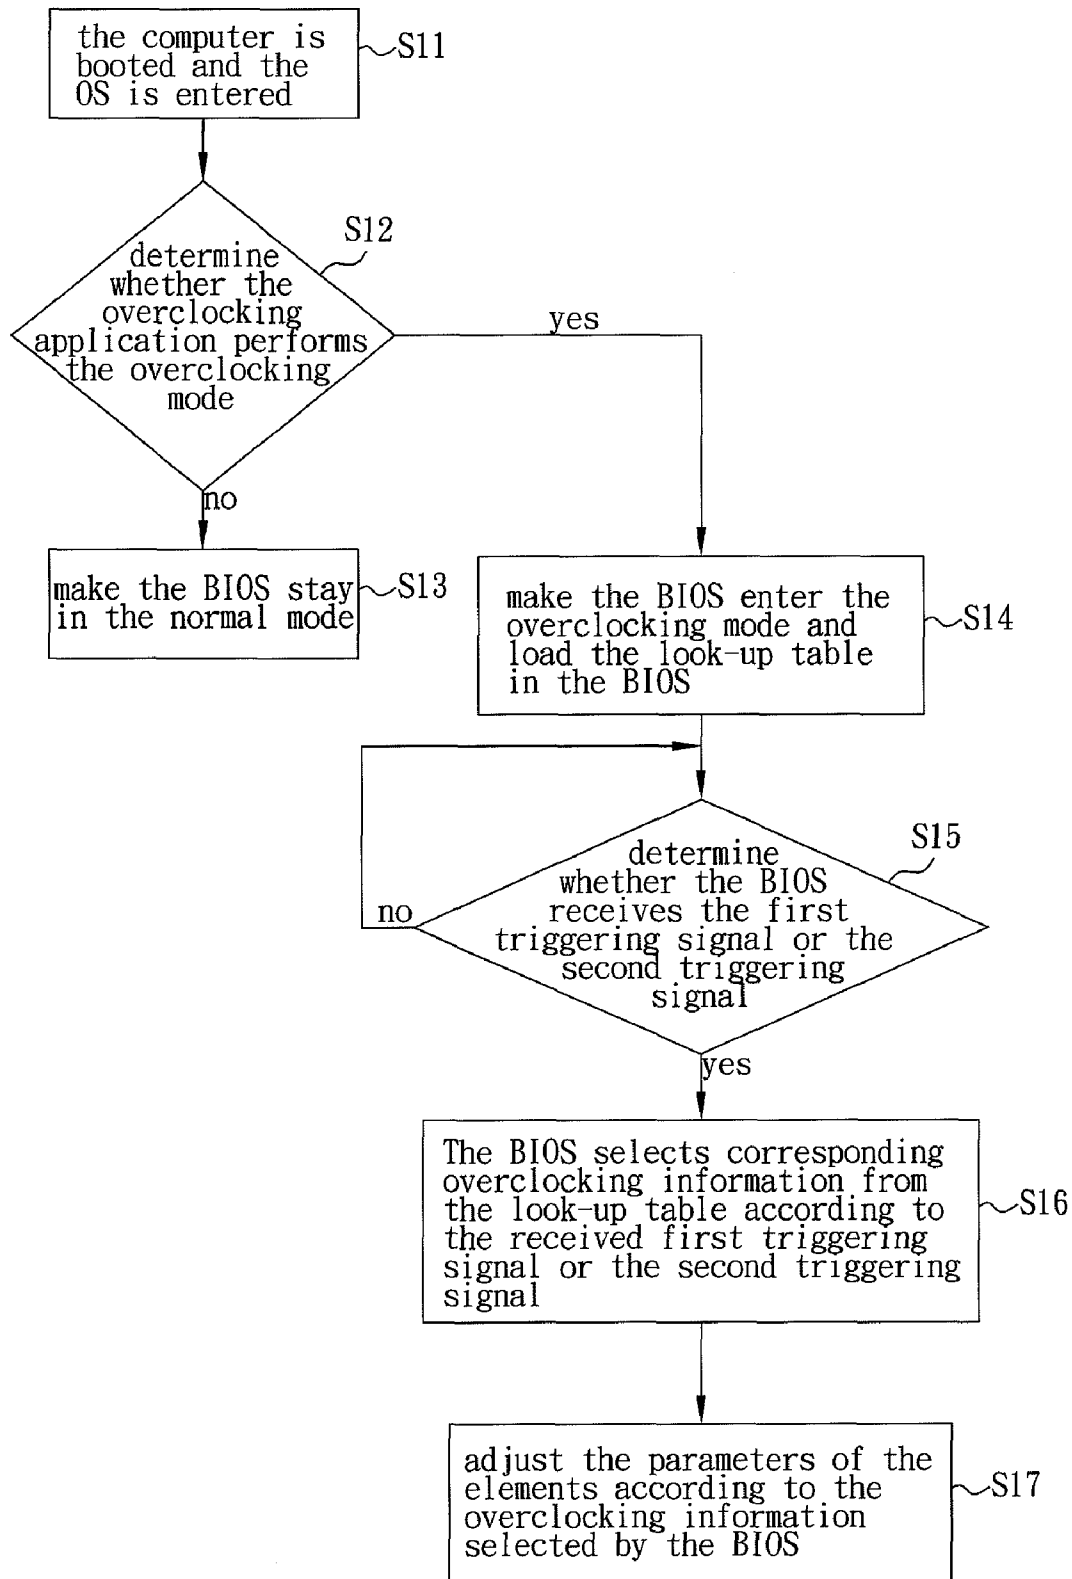 the computer is
booted and the
OS is entered
S11
S12
determine
whether the
overclocking
application performs
the overclocking
mode
yes
no
make the BIOS stay
in the normal mode
S13
make the BIOS enter the
overclocking mode and
load the look-up table
in the BIOS
S14
S15
determine
whether the BIOS
receives the first
triggering signal or the
second triggering
signal
no
yes
The BIOS selects corresponding
overclocking information from
the look-up table according to
the received first triggering
signal or the second triggering
signal
S16
adjust the parameters of the
elements according to the
overclocking information
selected by the BIOS
S17